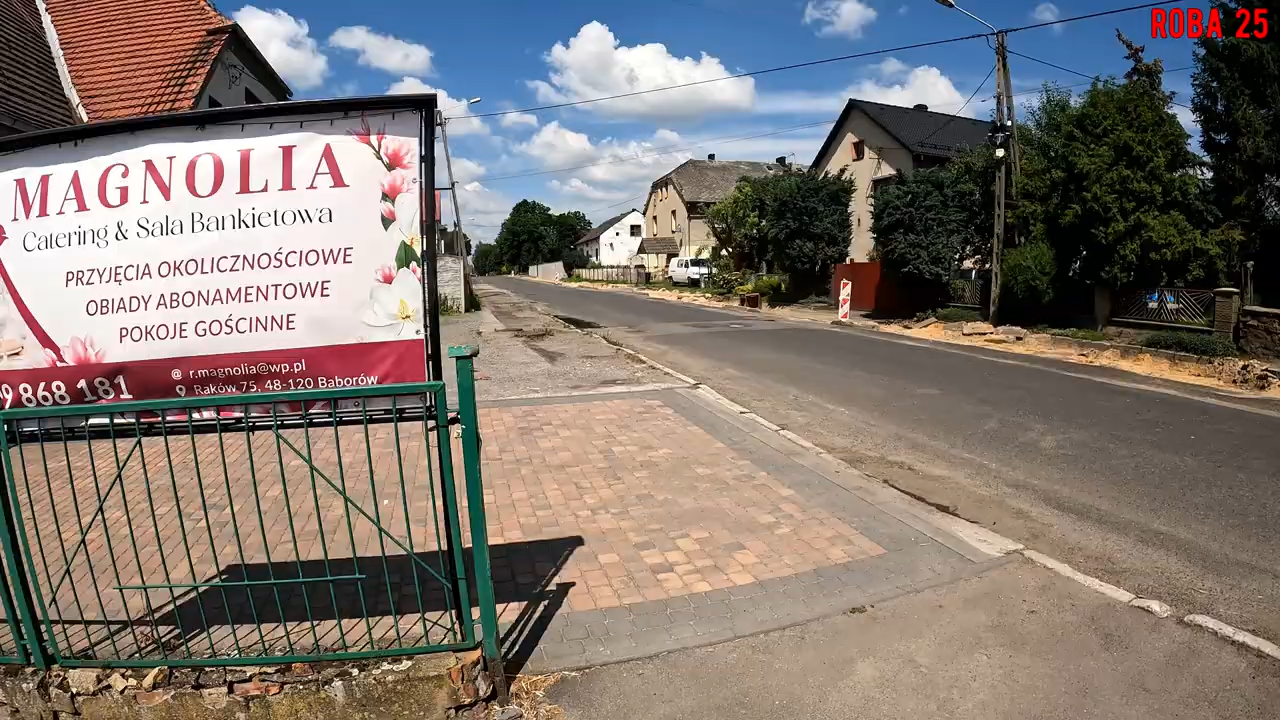 ROBA 25
MAGNOLIA
Catering & Sala Bankietowa
PRZYJĘCIA OKOLICZNOŚCIOWE
OBIADY ABONAMENTOWE
POKOJE GOŚCINNE
@ r.magnolia@wp.pl
9 868 181
Raków 75, 48-120 Baborów